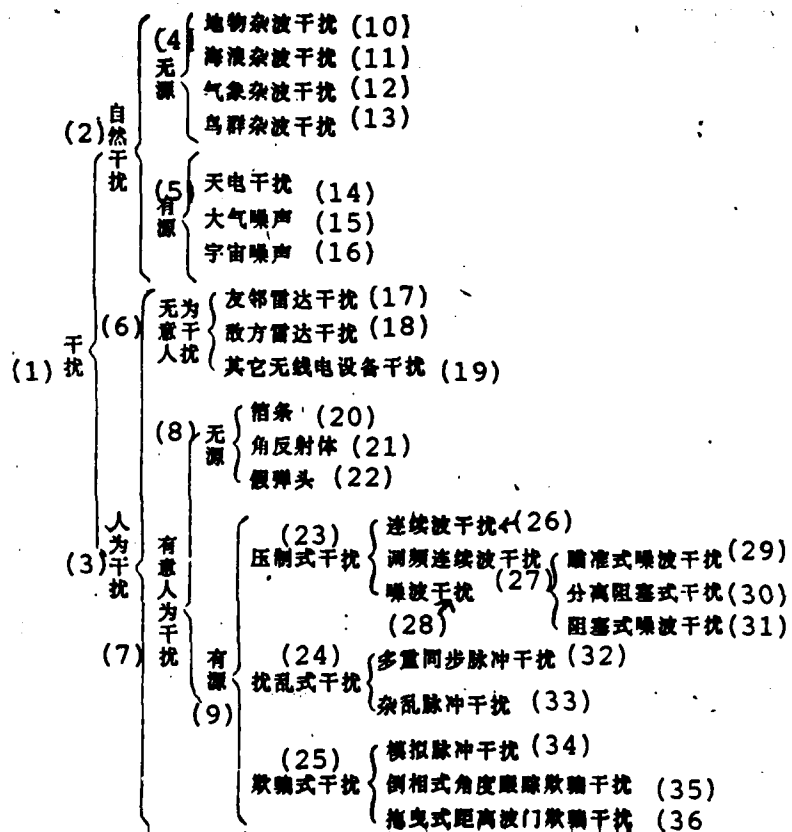 地物杂波干扰 (10)
(4) 无源
海浪杂波干扰 (11)
气象杂波干扰 (12)
鸟群杂波干扰 (13)
(2) 自然干扰
(5) 有源
天电干扰 (14)
大气噪声 (15)
宇宙噪声 (16)
(6) 无意人为干扰
友邻雷达干扰 (17)
敌方雷达干扰 (18)
其它无线电设备干扰 (19)
(1) 干扰
(8) 无源
箔条 (20)
角反射体 (21)
假弹头 (22)
(3) 人为干扰
(7) 有意人为干扰
(9) 有源
(23)
压制式干扰
连续波干扰 (26)
调频连续波干扰 (27)
噪波干扰
(28)
瞄准式噪波干扰 (29)
分离阻塞式干扰 (30)
阻塞式噪波干扰 (31)
(24)
扰乱式干扰
多重同步脉冲干扰 (32)
杂乱脉冲干扰 (33)
(25)
欺骗式干扰
模拟脉冲干扰 (34)
倒相式角度跟踪欺骗干扰 (35)
拖曳式距离波门欺骗干扰 (36